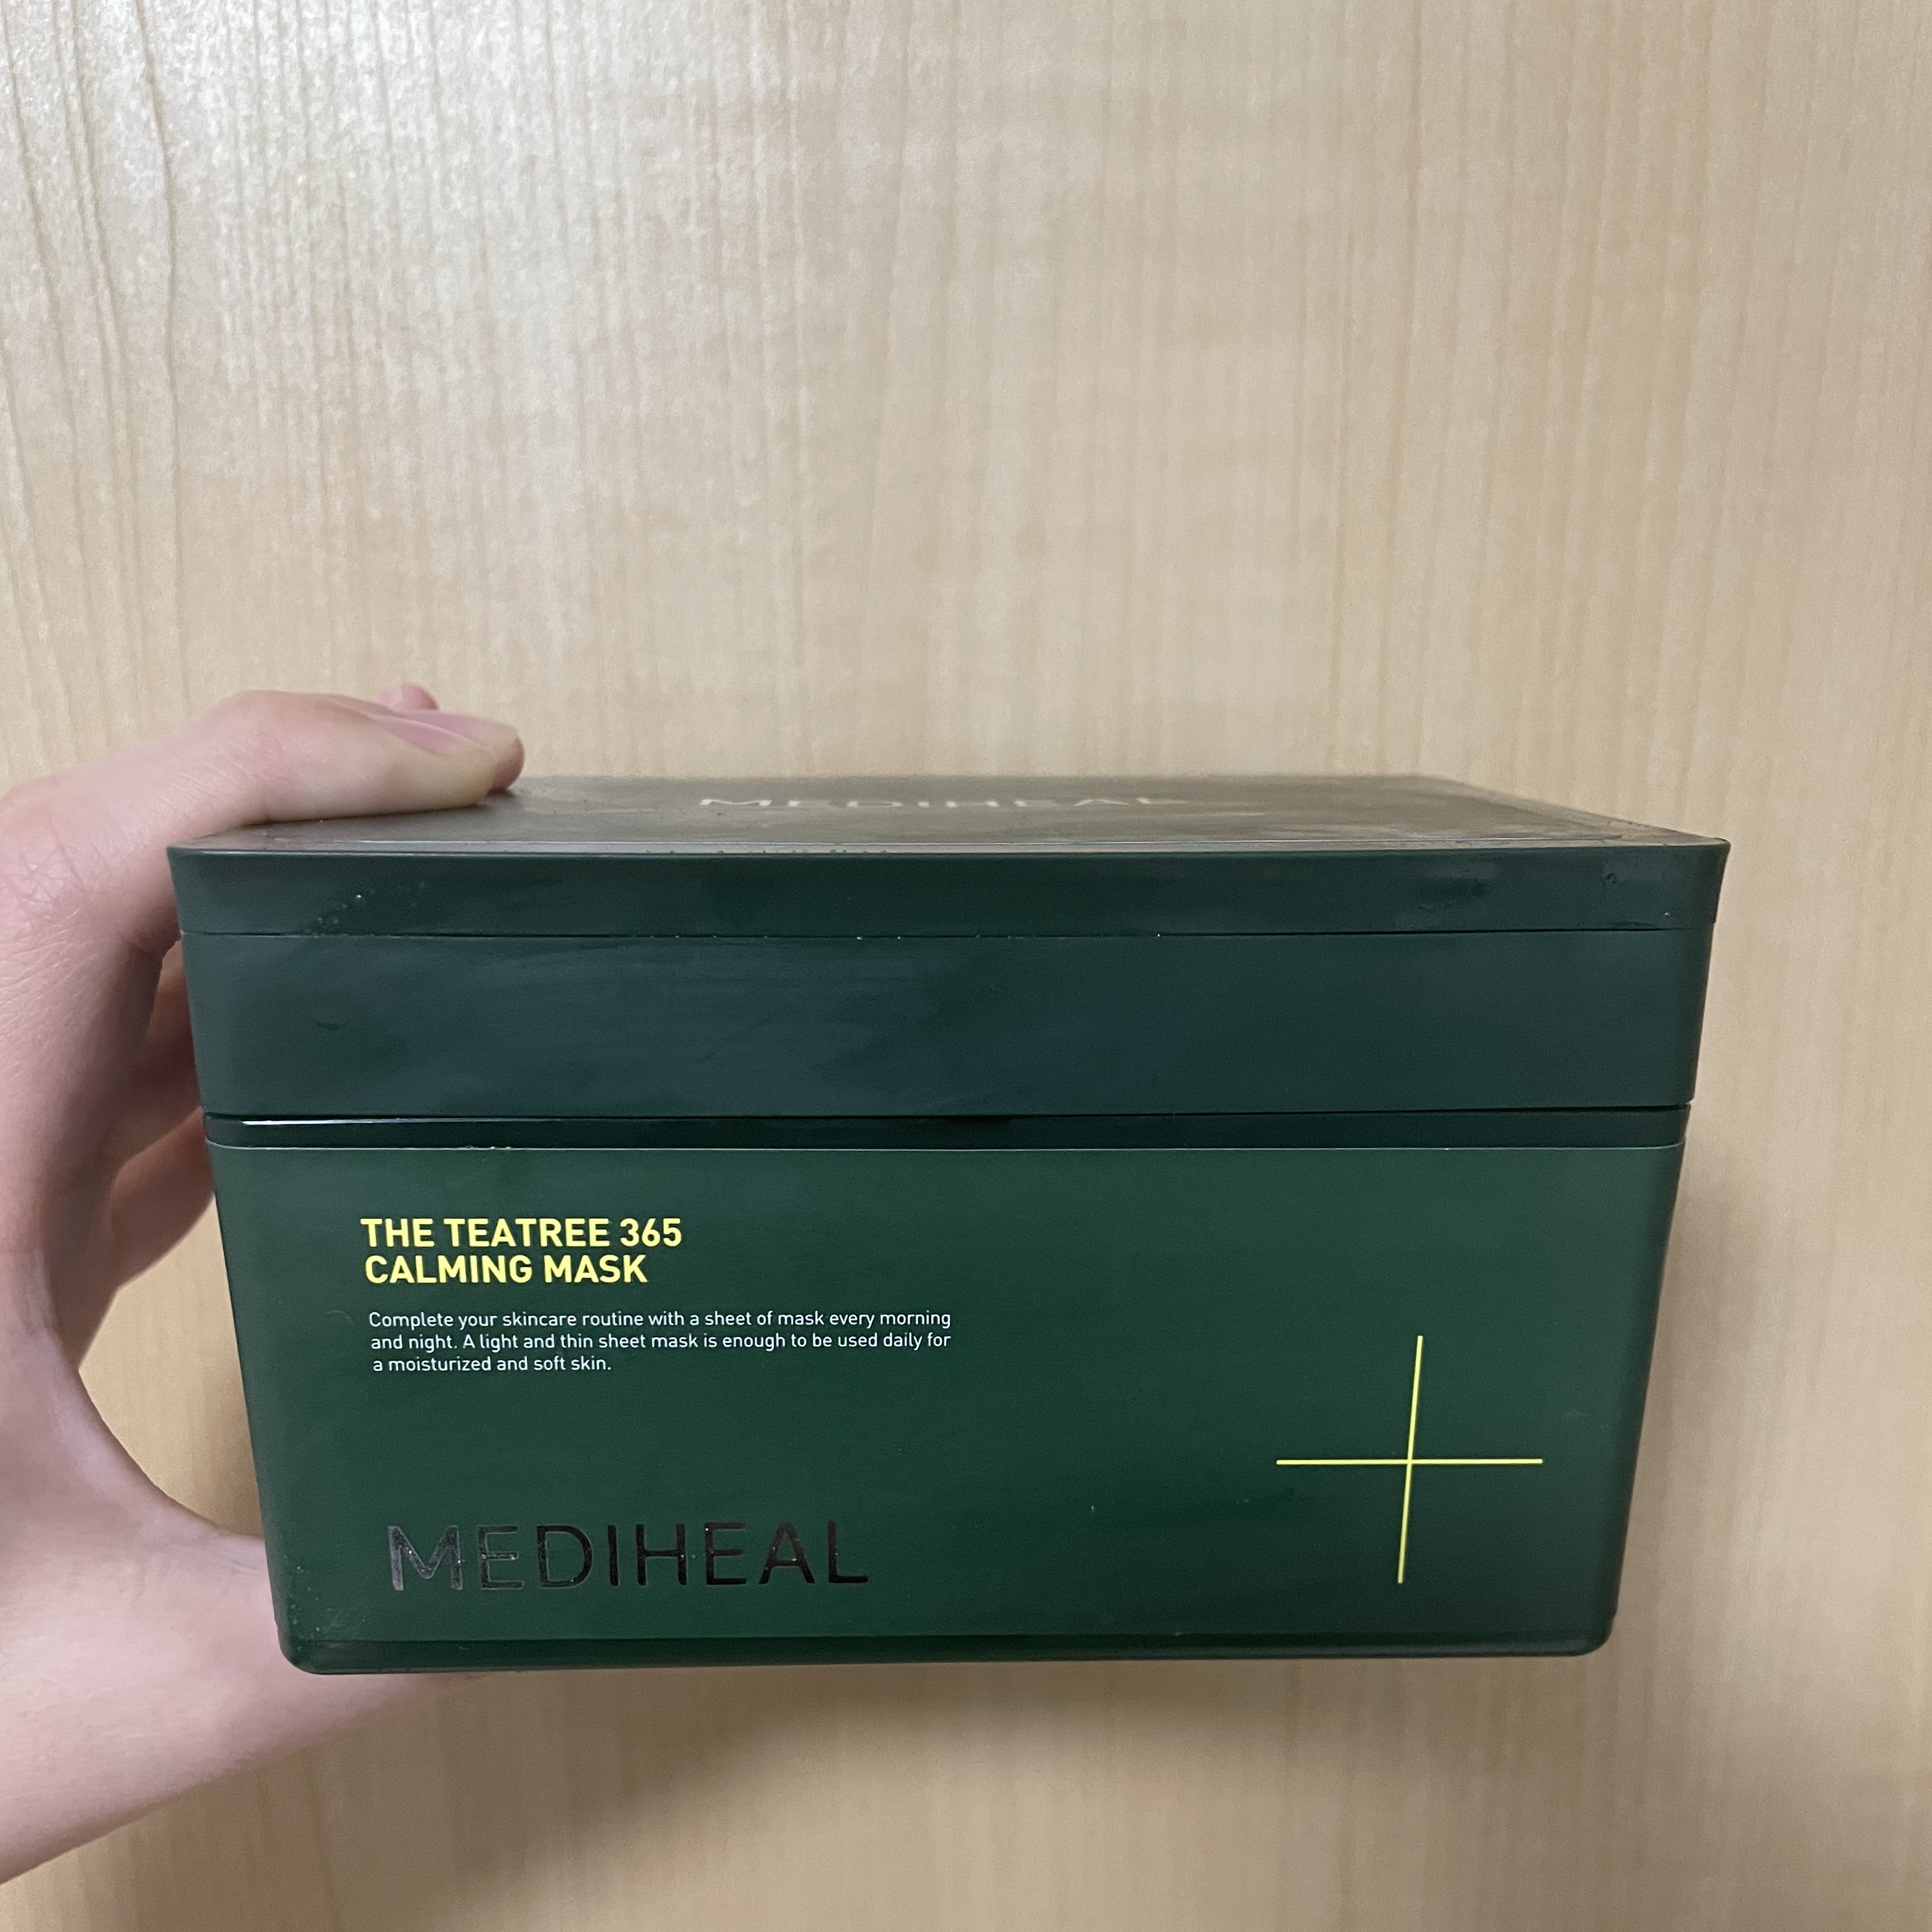 MEDIHEAL
THE TEATREE 365
CALMING MASK
Complete your skincare routine with a sheet of mask every morning
and night. A light and thin sheet mask is enough to be used daily for
a moisturized and soft skin.
MEDIHEAL